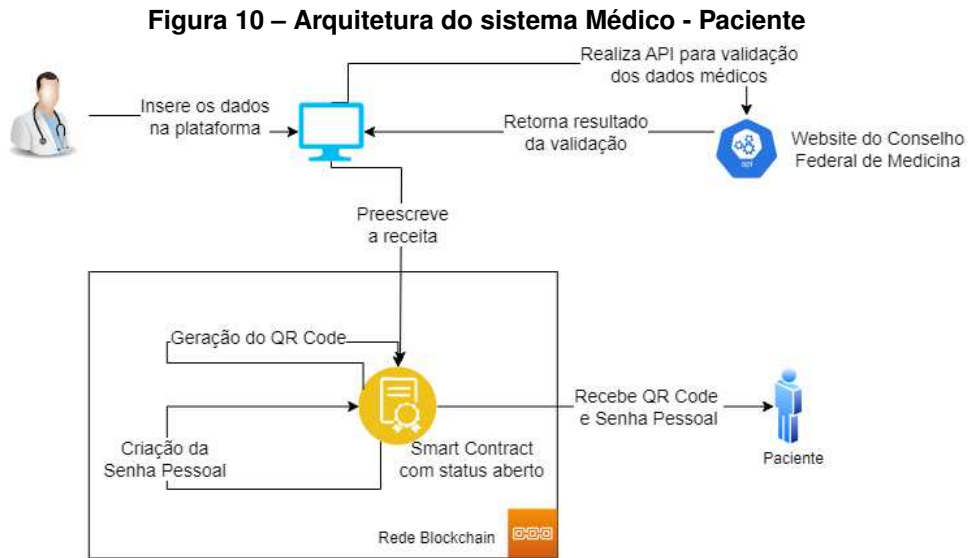 Figura 10 – Arquitetura do sistema Médico - Paciente
Realiza API para validação
dos dados médicos
Insere os dados
na plataforma
Retorna resultado
da validação
Website do Conselho
Federal de Medicina
Preescreve
a receita
Geração do QR Code
Recebe QR Code
e Senha Pessoal
Criação da
Senha Pessoal
Smart Contract
com status aberto
Paciente
Rede Blockchain